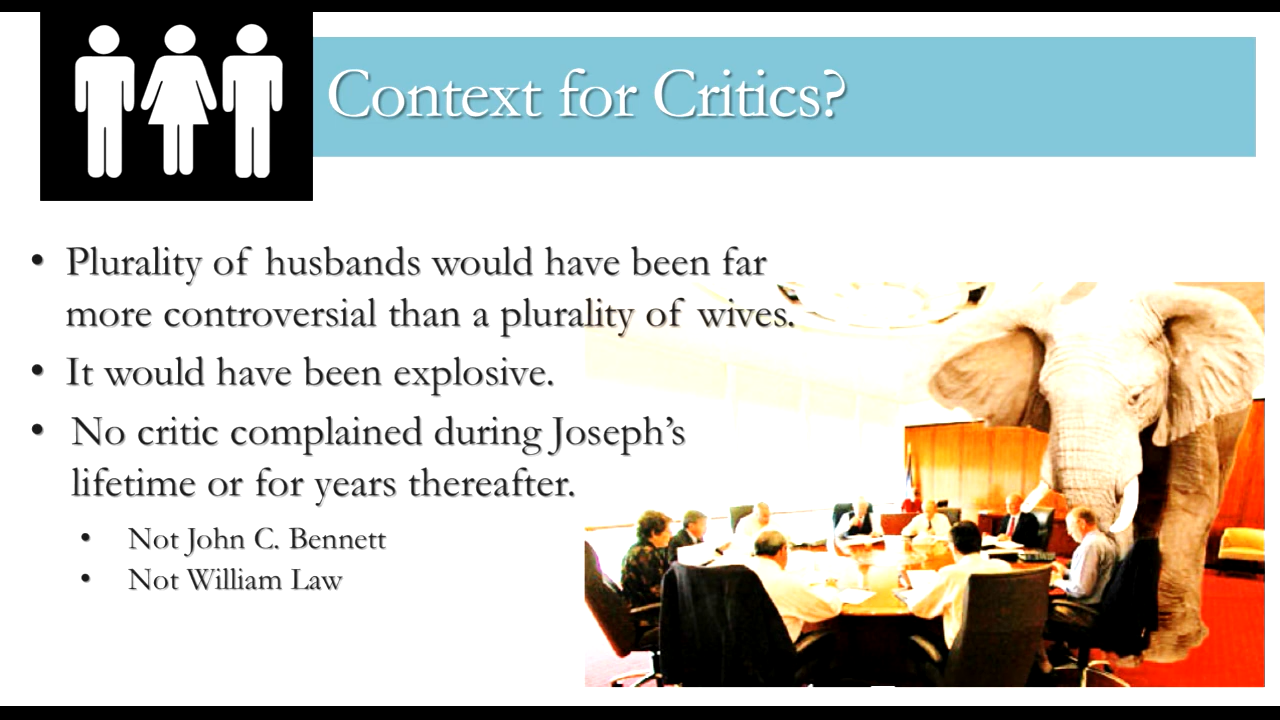 Context for Critics?
• Plurality of husbands would have been far
more controversial than a plurality of wives.
• It would have been explosive.
• No critic complained during Joseph’s
lifetime or for years thereafter.
• Not John C. Bennett
• Not William Law